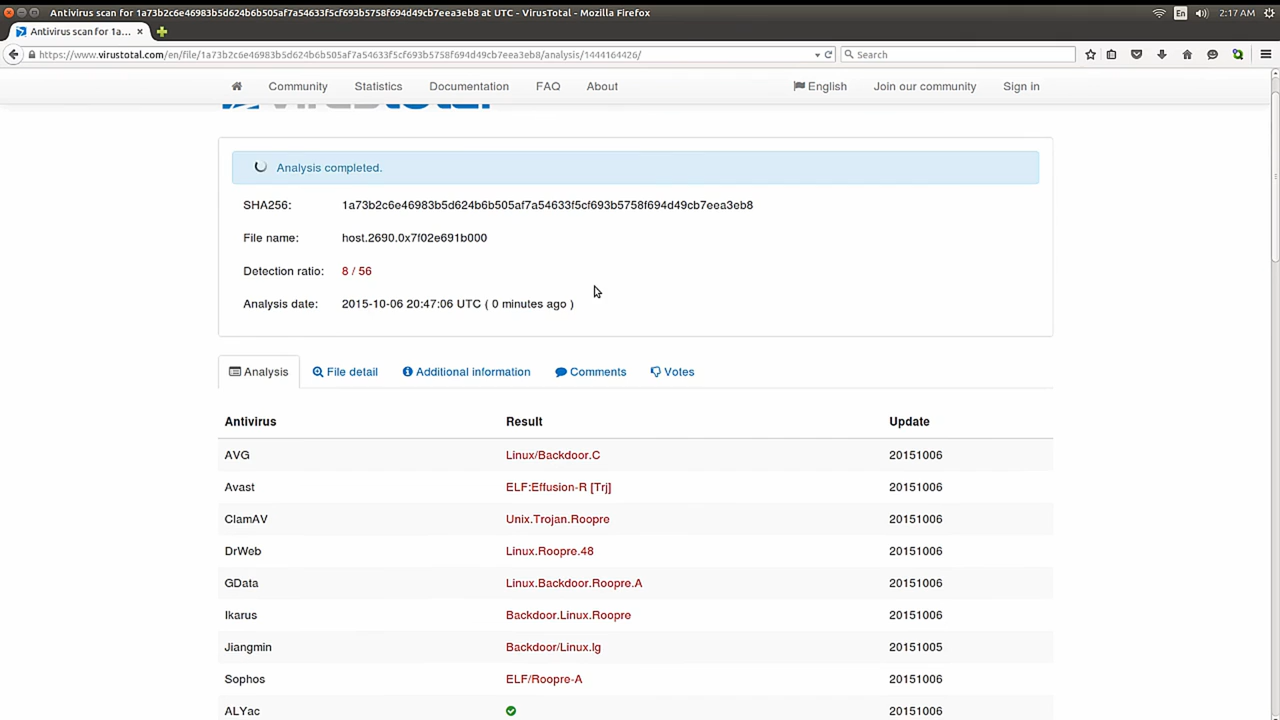 Antivirus scan for 1a73b2c6e46983b5d624b6b505af7a54633f5cf693b5758f694d49cb7eea3eb8 at UTC - VirusTotal - Mozilla Firefox
En
2:17 AM
Antivirus scan for 1a...
https://www.virustotal.com/en/file/1a73b2c6e46983b5d624b6b505af7a54633f5cf693b5758f694d49cb7eea3eb8/analysis/1444164426/
Search
Community Statistics Documentation FAQ About English Join our community Sign in
virustotal
Analysis completed.
SHA256: 1a73b2c6e46983b5d624b6b505af7a54633f5cf693b5758f694d49cb7eea3eb8
File name: host.2690.0x7f02e691b000
Detection ratio: 8 / 56
Analysis date: 2015-10-06 20:47:06 UTC ( 0 minutes ago )
Analysis File detail Additional information Comments Votes
Antivirus Result Update
AVG Linux/Backdoor.C 20151006
Avast ELF:Effusion-R [Trj] 20151006
ClamAV Unix.Trojan.Roopre 20151006
DrWeb Linux.Roopre.48 20151006
GData Linux.Backdoor.Roopre.A 20151006
Ikarus Backdoor.Linux.Roopre 20151006
Jiangmin Backdoor/Linux.lg 20151005
Sophos ELF/Roopre-A 20151006
ALYac 20151006